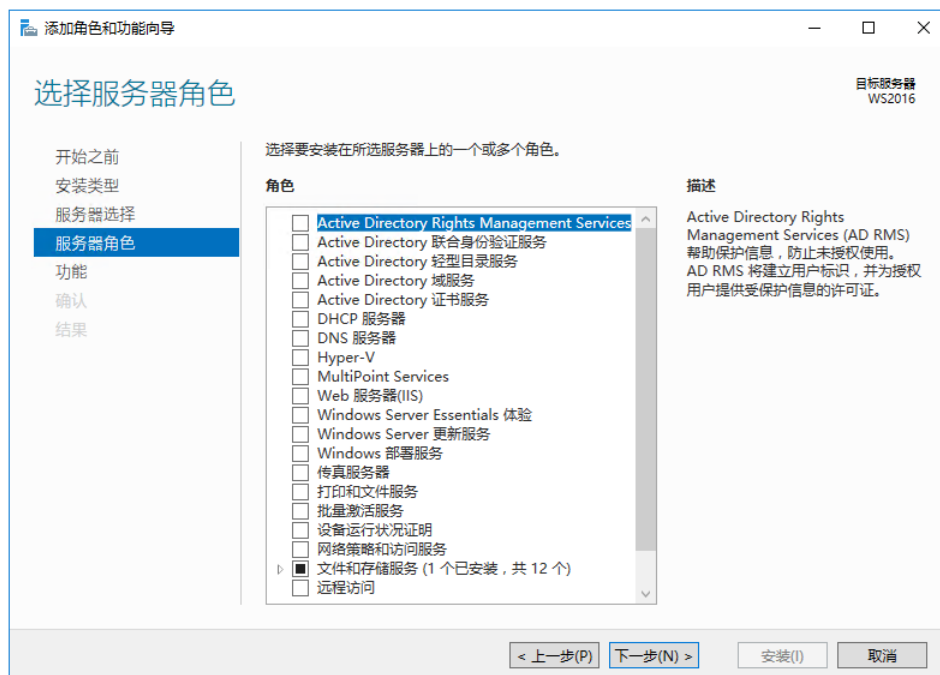 添加角色和功能向导
选择服务器角色
目标服务器
WS2016
开始之前
安装类型
服务器选择
服务器角色
功能
确认
结果
选择要安装在所选服务器上的一个或多个角色。
角色
Active Directory Rights Management Services
Active Directory 联合身份验证服务
Active Directory 轻型目录服务
Active Directory 域服务
Active Directory 证书服务
DHCP 服务器
DNS 服务器
Hyper-V
MultiPoint Services
Web 服务器(IIS)
Windows Server Essentials 体验
Windows Server 更新服务
Windows 部署服务
传真服务器
打印和文件服务
批量激活服务
设备运行状况证明
网络策略和访问服务
文件和存储服务 (1 个已安装，共 12 个)
远程访问
描述
Active Directory Rights
Management Services (AD RMS)
帮助保护信息，防止未授权使用。
AD RMS 将建立用户标识，并为授权
用户提供受保护信息的许可证。
< 上一步(P)
下一步(N) >
安装(I)
取消